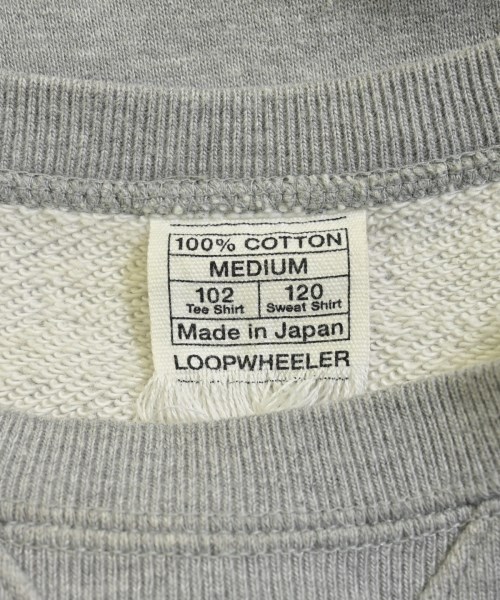 100% COTTON
MEDIUM
102 120
Tee Shirt Sweat Shirt
Made in Japan
LOOPWHEELER